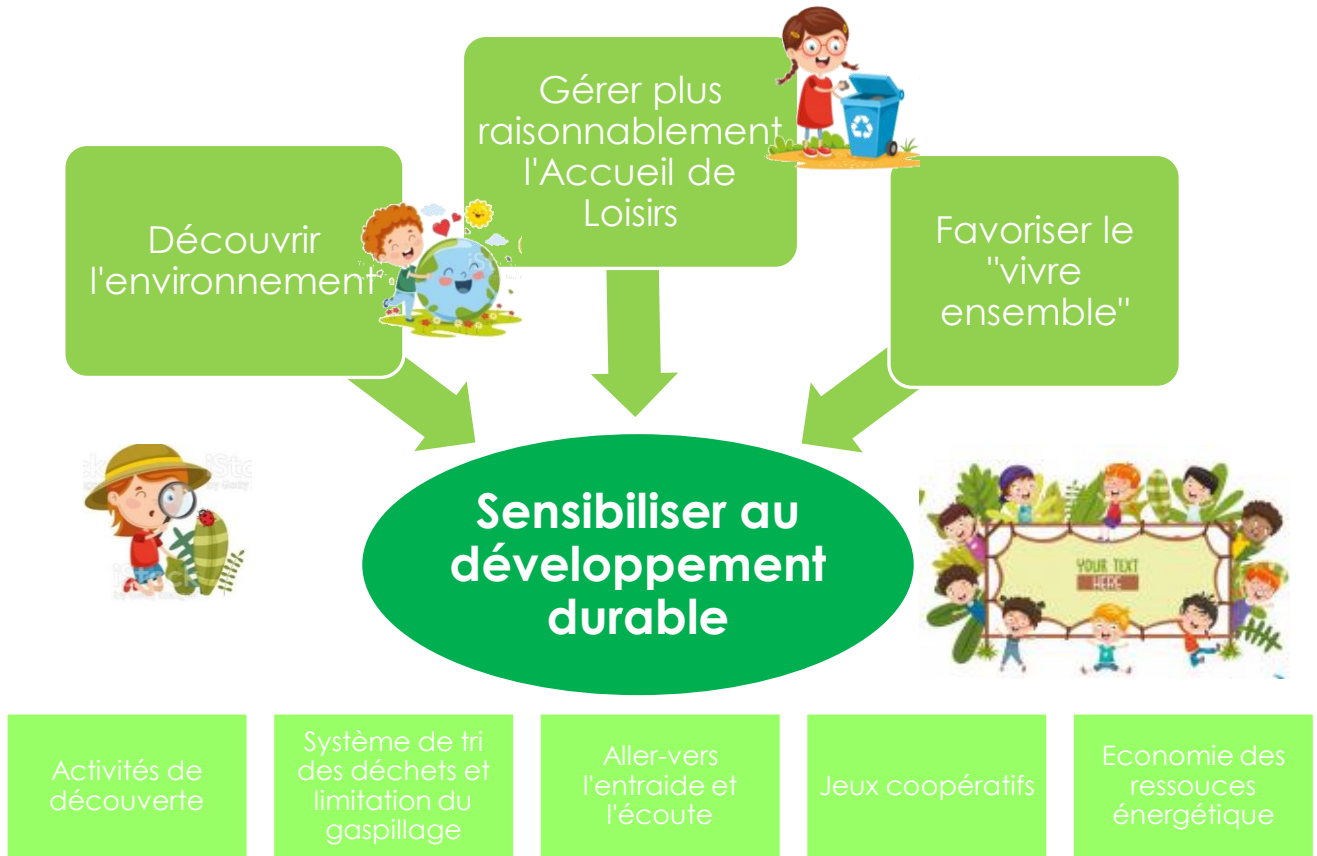 Gérer plus
raisonnablement
l'Accueil de
Loisirs
Découvrir
l'environnement
Favoriser le
"vivre
ensemble"
Sensibiliser au
développement
durable
YOUR TEXT
HERE
Activités de
découverte
Système de tri
des déchets et
limitation du
gaspillage
Aller-vers
l'entraide et
l'écoute
Jeux coopératifs
Economie des
ressouces
énergétique